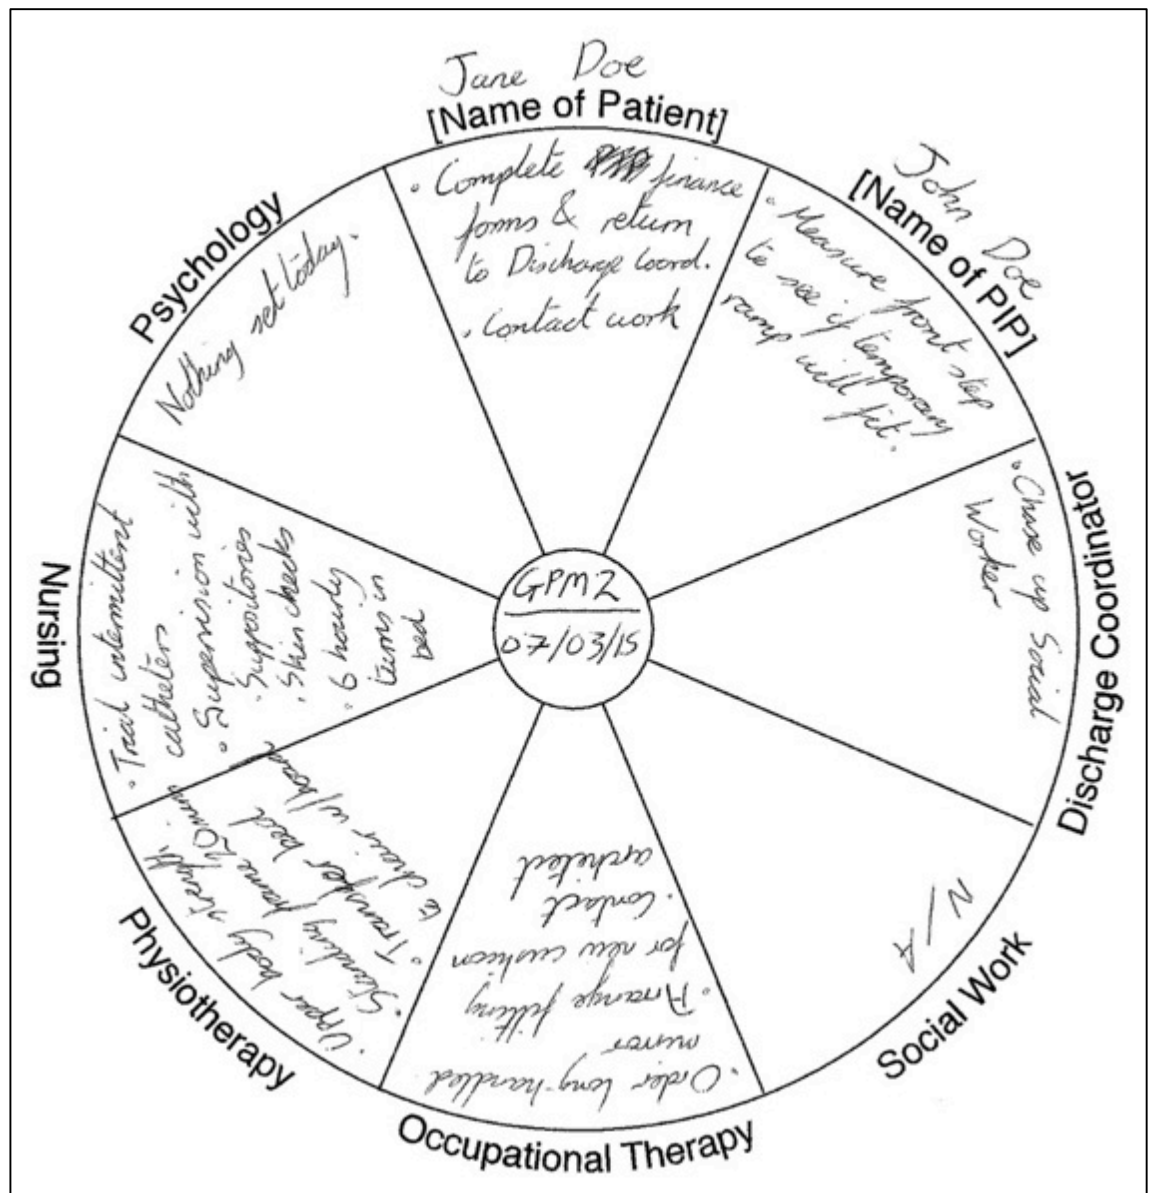 Jane Doe
[Name of Patient]
• Complete finance
forms & return
to Discharge Coord.
• Contact work
John Doe
[Name of PIP]
• Measure front step
to see if temporary
ramp will fit.
Discharge Coordinator
• Chase up Social
Worker
Social Work
N/A
Occupational Therapy
• Order long-handled
mirror
• Arrange fitting
for new cushion
• Contact
architect
Physiotherapy
• Upper body strength.
• Standing frame 20 mins
• Transfer bed
to chair w/board
Nursing
• Trial intermittent
catheters
• Supervision with
• Suppositories
• Skin checks
• 6 hourly
turns in
bed
Psychology
Nothing set today.
GPM2
07/03/15